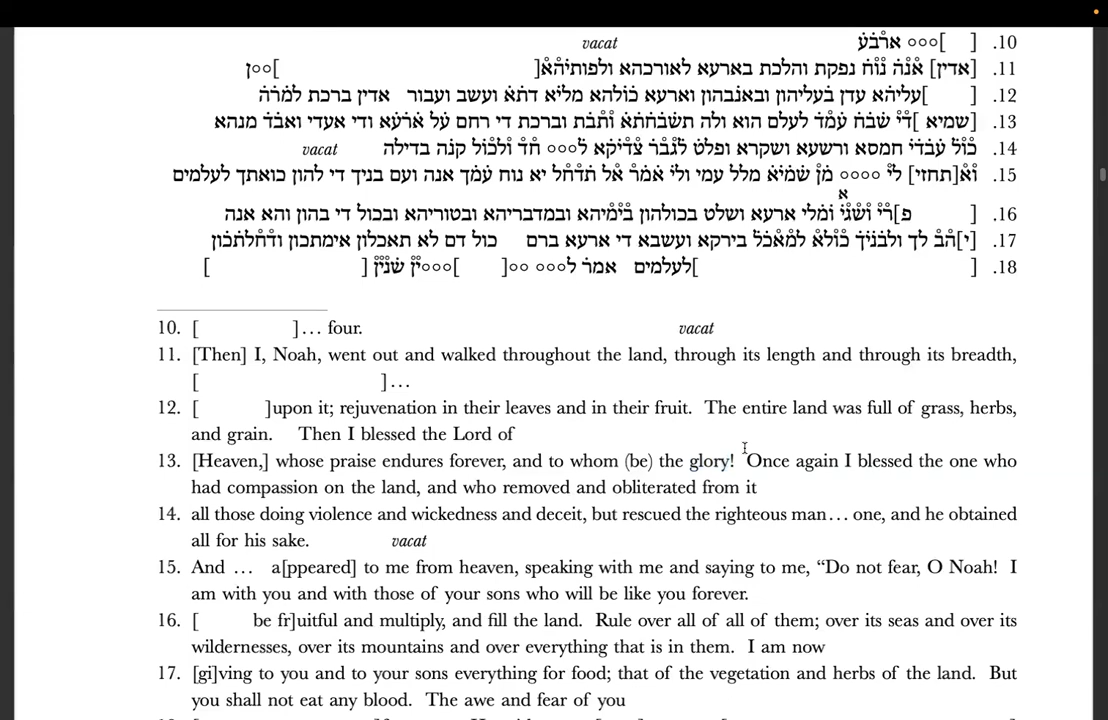 10. [ ]○○○ ארבע vacat
11. [אדין] אנה נוח נפקת והלכת בארעא לאורכהא ולפותיהא[ ]○○ן
12. [ ]עליהא עדן בעליהון ובאנבהון וארעא כולהא מליא דתא ועשב ועבור אדין ברכת למרה
13. [שמיא ]די שבח עמד לעלם הוא ולה תשבחתא ותבת וברכת די רחם על ארעא ודי אעדי ואבד מנהא
14. כול עבדי חמסא ורשעא ושקרא ופלט לגבר צדיקא ל○○○ חד ולכול קנה בדילה vacat
15. וא[תחזי] לי ○○○○ מן שמיא מלל עמי ולי אמר אל תדחל יא נוח עמך אנה ועם בניך די להון כואתך לעלמים
א
16. [ פ]רי ושגי ומלי ארעא ושלט בכולהון בימיהא ובמדבריהא ובטוריהא ובכול די בהון והא אנה
17. [י]הב לך ולבניך כולא למאכל בירקא ועשבא די ארעא ברם כול דם לא תאכלון אימתכון ודחלתכון
18. [ ]לעלמים אמר ל○○○ ○○[ ]○○○ין שנין [ ]
10. [ ]… four. vacat
11. [Then] I, Noah, went out and walked throughout the land, through its length and through its breadth,
[ ]…
12. [ ]upon it; rejuvenation in their leaves and in their fruit. The entire land was full of grass, herbs,
and grain. Then I blessed the Lord of
13. [Heaven,] whose praise endures forever, and to whom (be) the glory! Once again I blessed the one who
had compassion on the land, and who removed and obliterated from it
14. all those doing violence and wickedness and deceit, but rescued the righteous man… one, and he obtained
all for his sake. vacat
15. And … a[ppeared] to me from heaven, speaking with me and saying to me, “Do not fear, O Noah! I
am with you and with those of your sons who will be like you forever.
16. [ be fr]uitful and multiply, and fill the land. Rule over all of all of them; over its seas and over its
wildernesses, over its mountains and over everything that is in them. I am now
17. [gi]ving to you and to your sons everything for food; that of the vegetation and herbs of the land. But
you shall not eat any blood. The awe and fear of you